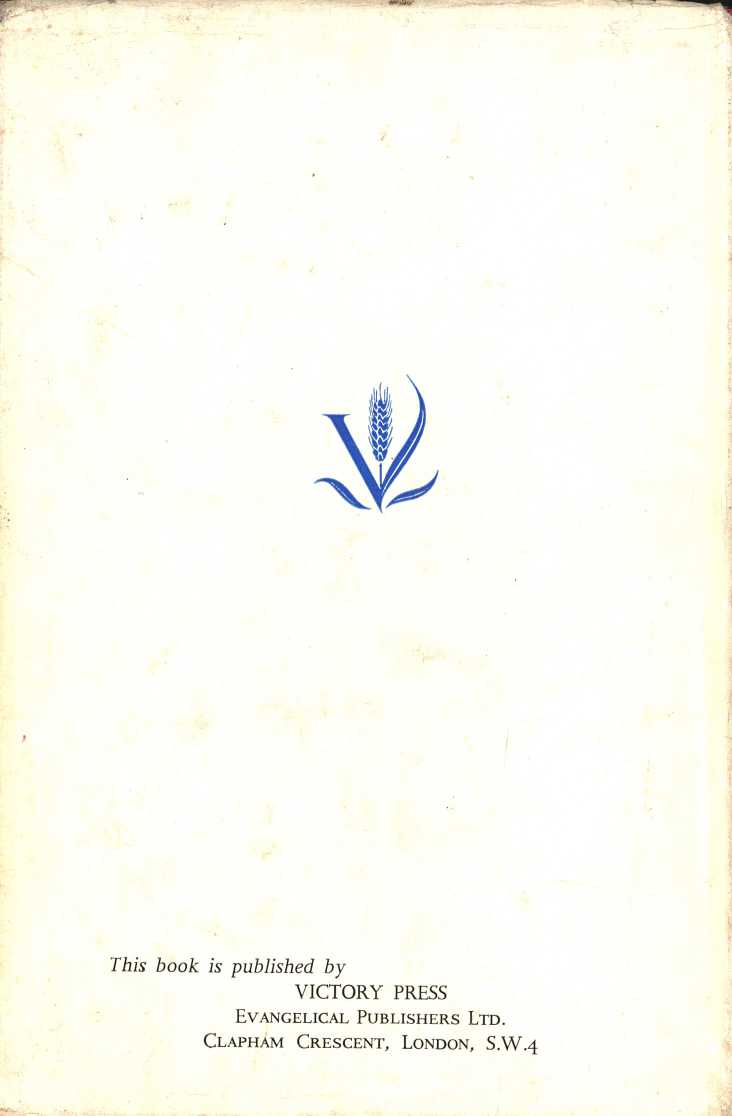 This book is published by
VICTORY PRESS
EVANGELICAL PUBLISHERS LTD.
CLAPHAM CRESCENT, LONDON, S.W.4